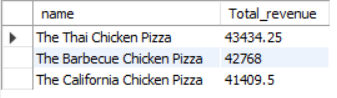 name Total_revenue
The Thai Chicken Pizza 43434.25
The Barbecue Chicken Pizza 42768
The California Chicken Pizza 41409.5